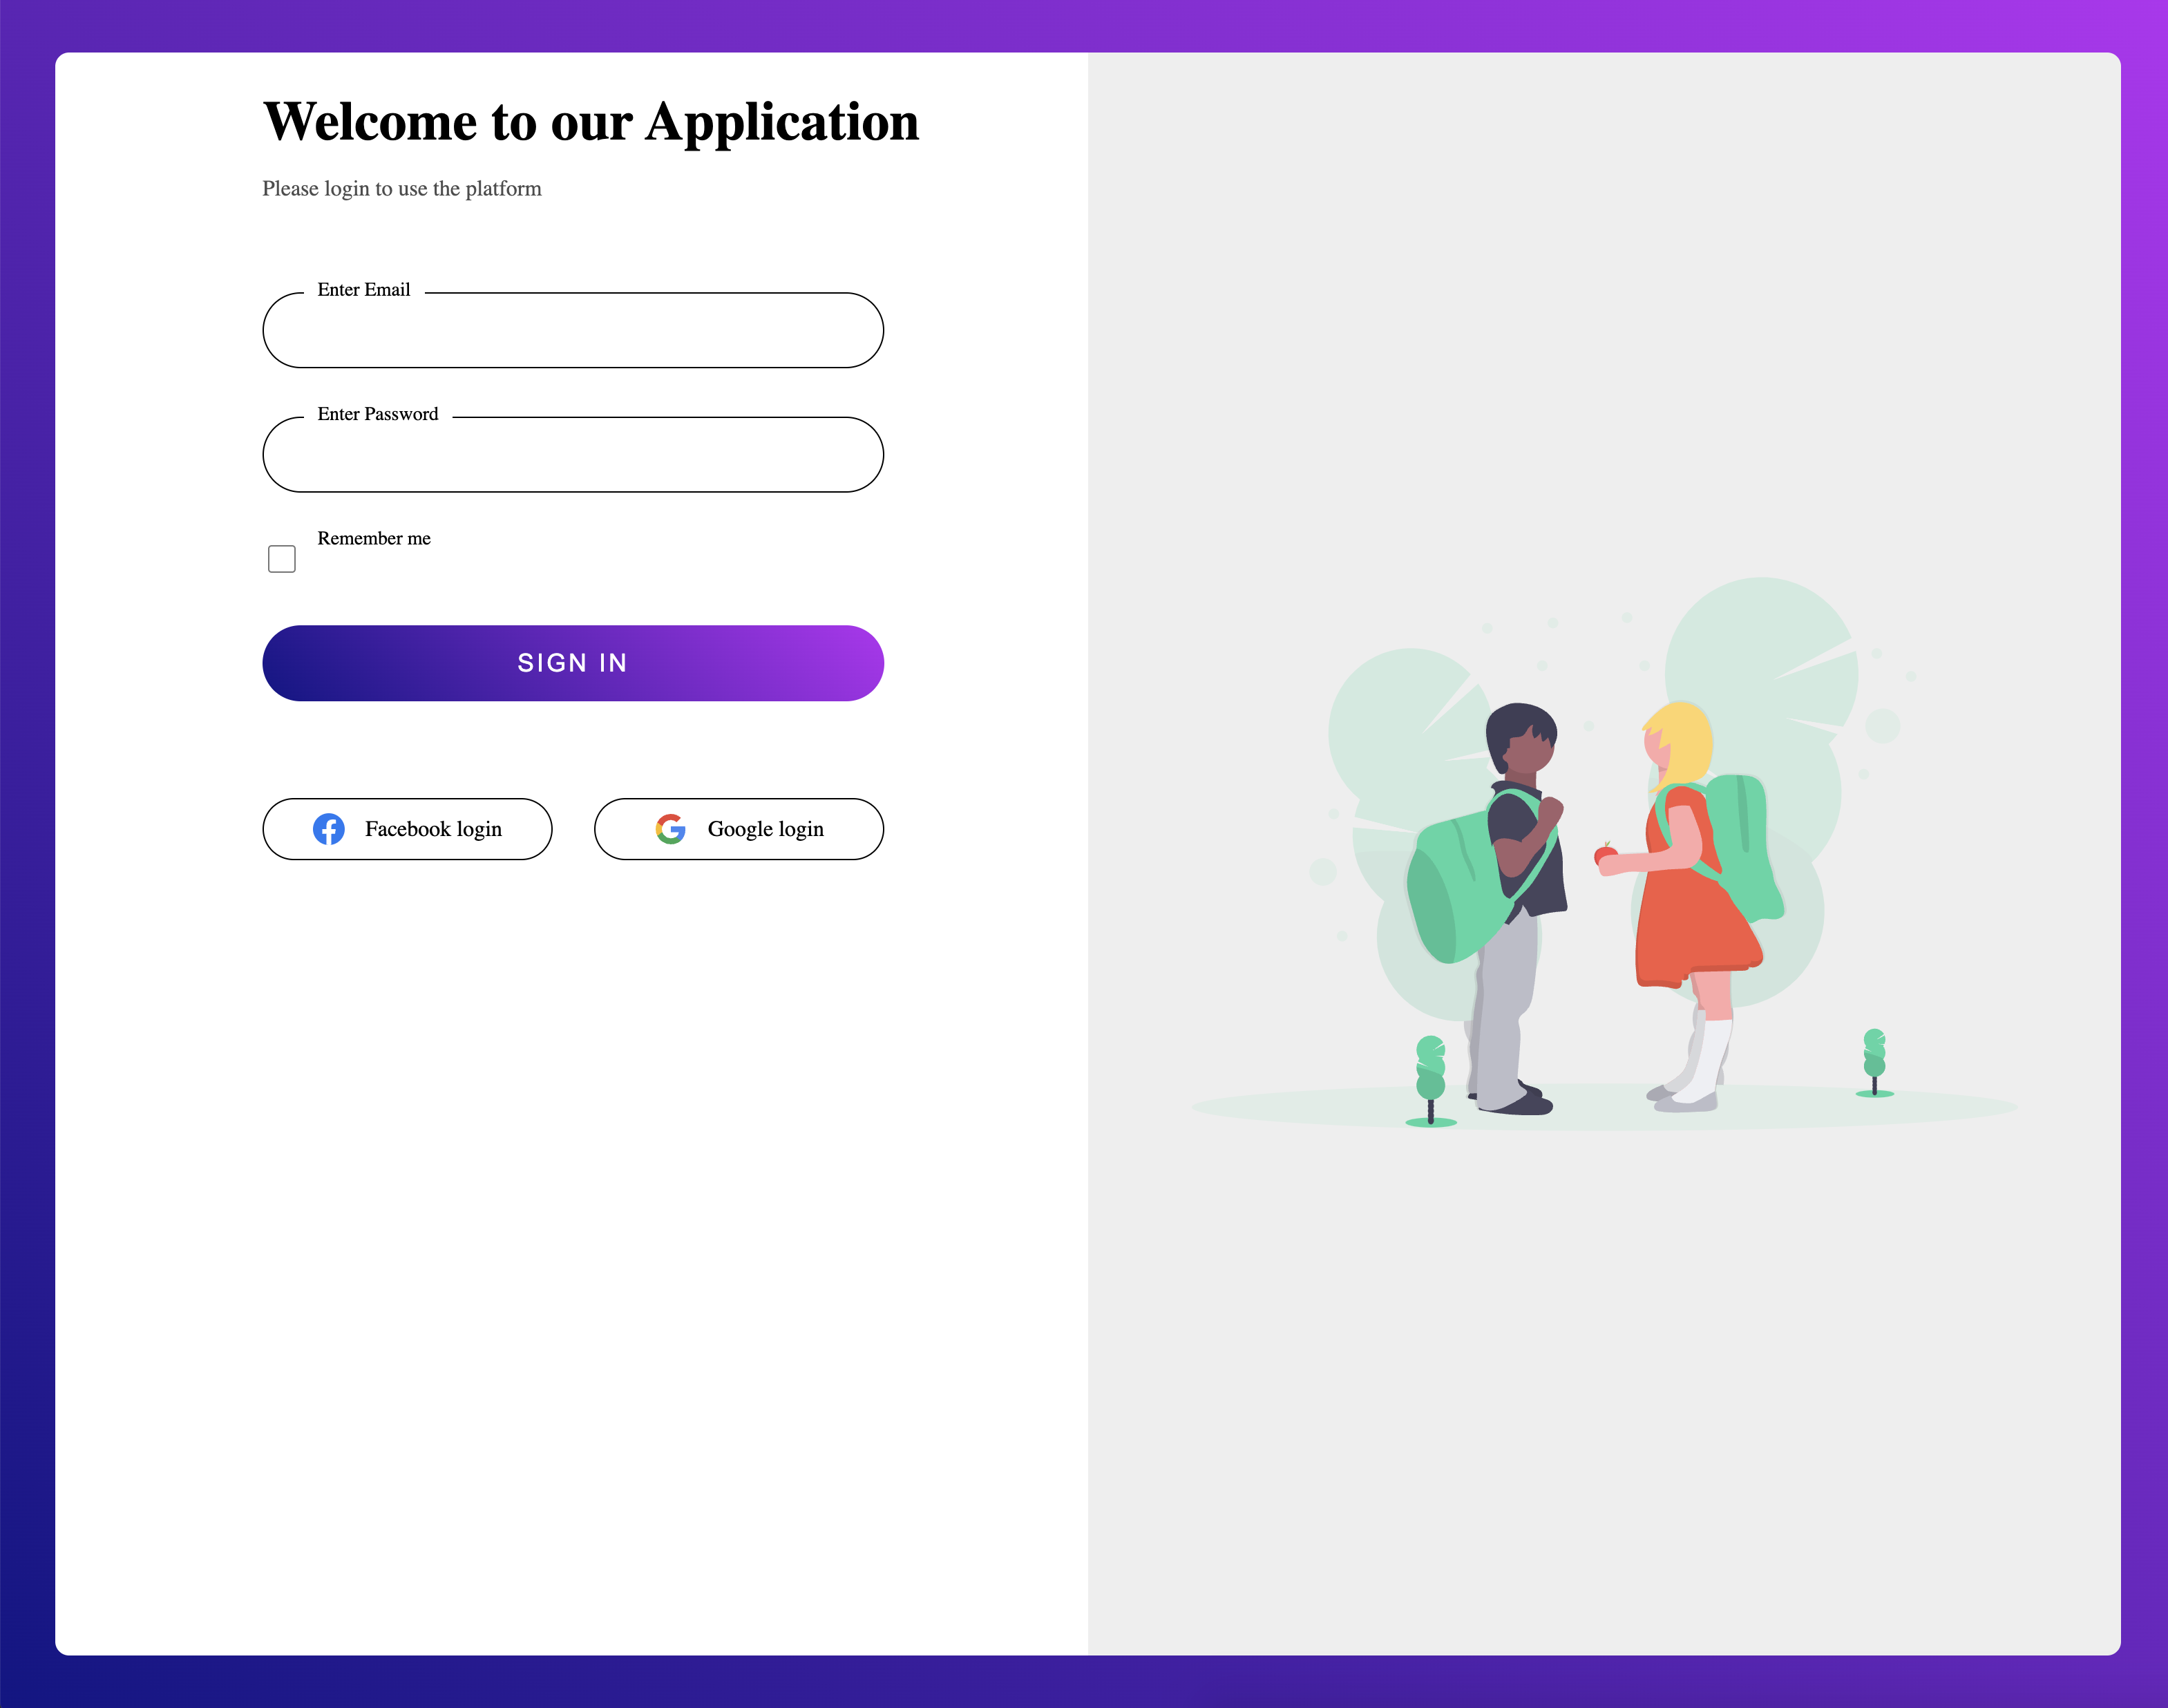 Welcome to our Application
Please login to use the platform
Enter Email
Enter Password
Remember me
SIGN IN
Facebook login
Google login